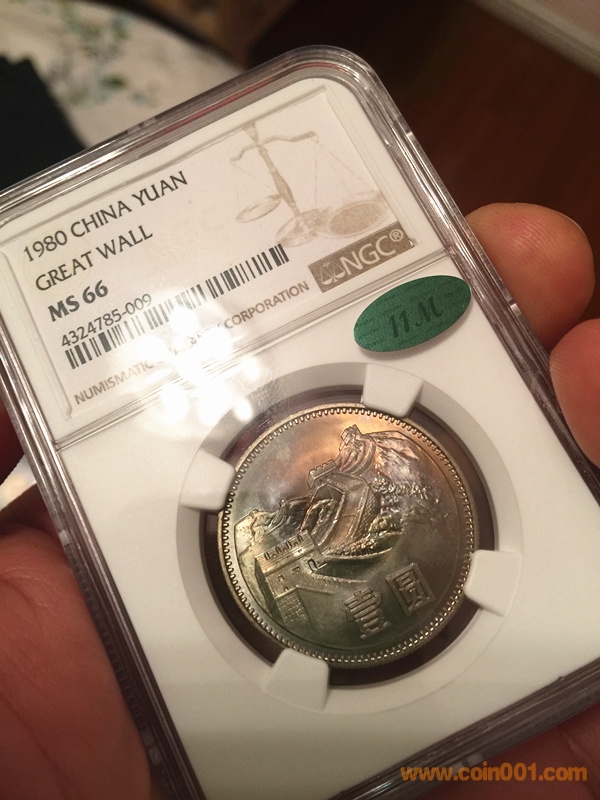 1980 CHINA YUAN
GREAT WALL
MS 66
4324785-009
NGC®
NUMISMATIC CORPORATION
11M
壹圆
www.coin001.com